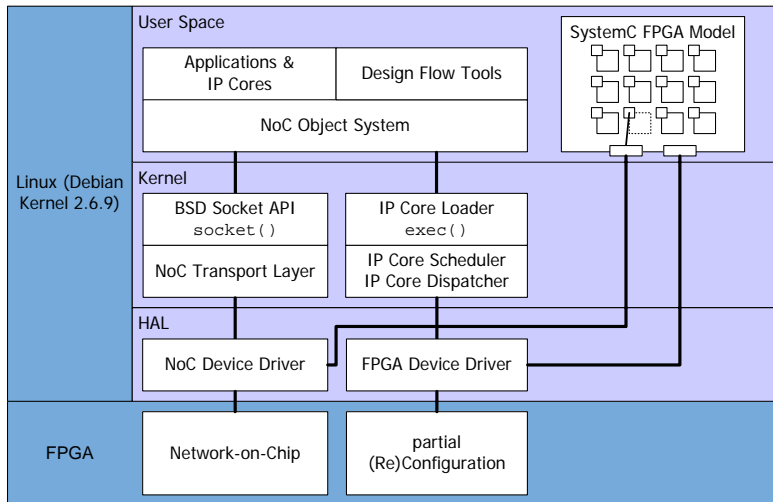 User Space
SystemC FPGA Model
Applications &
IP Cores
Design Flow Tools
NoC Object System
Linux (Debian
Kernel 2.6.9)
Kernel
BSD Socket API
socket()
IP Core Loader
exec()
NoC Transport Layer
IP Core Scheduler
IP Core Dispatcher
HAL
NoC Device Driver
FPGA Device Driver
FPGA
Network-on-Chip
partial
(Re)Configuration